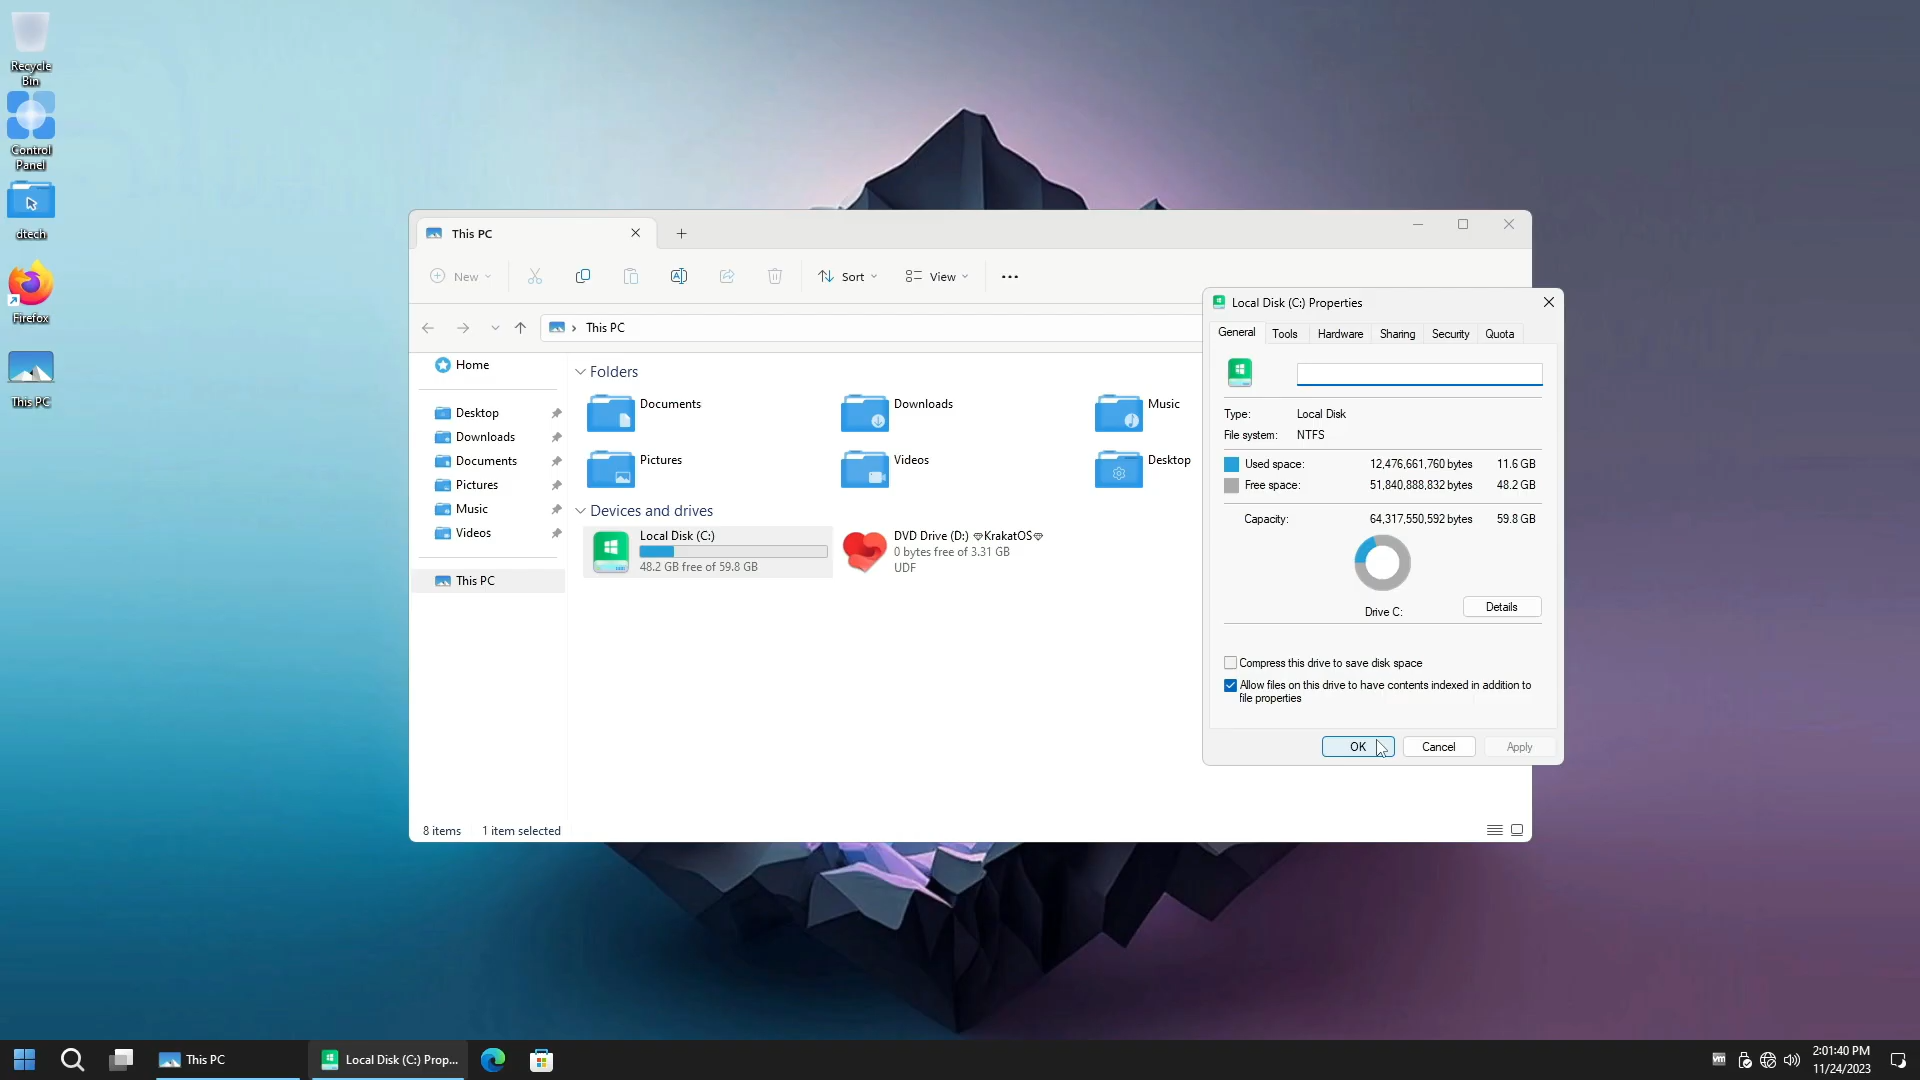 Recycle
Bin
Control
Panel
dtech
Firefox
This PC
This PC
New
Sort
View
This PC
Home
Desktop
Downloads
Documents
Pictures
Music
Videos
This PC
Folders
Documents
Downloads
Music
Pictures
Videos
Desktop
Devices and drives
Local Disk (C:)
48.2 GB free of 59.8 GB
DVD Drive (D:) 💎KrakatOS💎
0 bytes free of 3.31 GB
UDF
8 items 1 item selected
Local Disk (C:) Properties
General Tools Hardware Sharing Security Quota
Type: Local Disk
File system: NTFS
Used space: 12,476,661,760 bytes 11.6 GB
Free space: 51,840,888,832 bytes 48.2 GB
Capacity: 64,317,550,592 bytes 59.8 GB
Drive C:
Details
Compress this drive to save disk space
Allow files on this drive to have contents indexed in addition to
file properties
OK Cancel Apply
This PC
Local Disk (C:) Prop...
vm
2:01:40 PM
11/24/2023